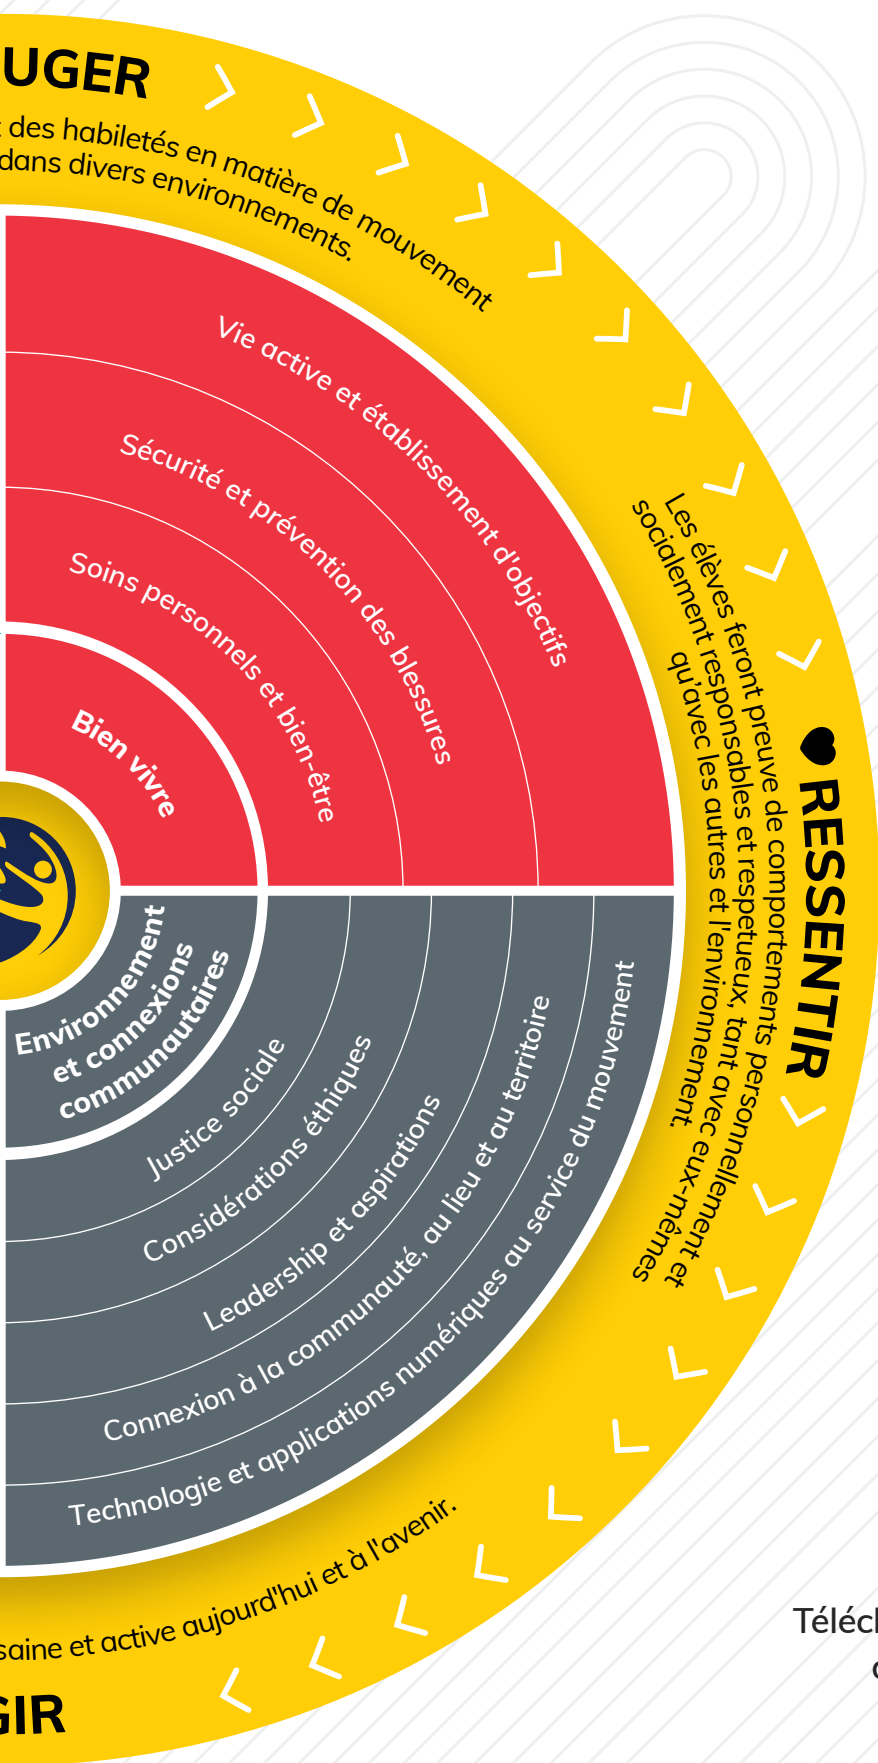 UGER
des habiletés en matière de mouvement
dans divers environnements.
Vie active et établissement d'objectifs
Sécurité et prévention des blessures
Soins personnels et bien-être
Bien vivre
RESSENTIR
Les élèves feront preuve de comportements personnellement et
socialement responsables et respetueux, tant avec eux-mêmes
qu'avec les autres et l'environnement.
Environnement
et connexions
communautaires
Justice sociale
Considérations éthiques
Leadership et aspirations
Connexion à la communauté, au lieu et au territoire
Technologie et applications numériques au service du mouvement
saine et active aujourd'hui et à l'avenir.
GIR
Téléch